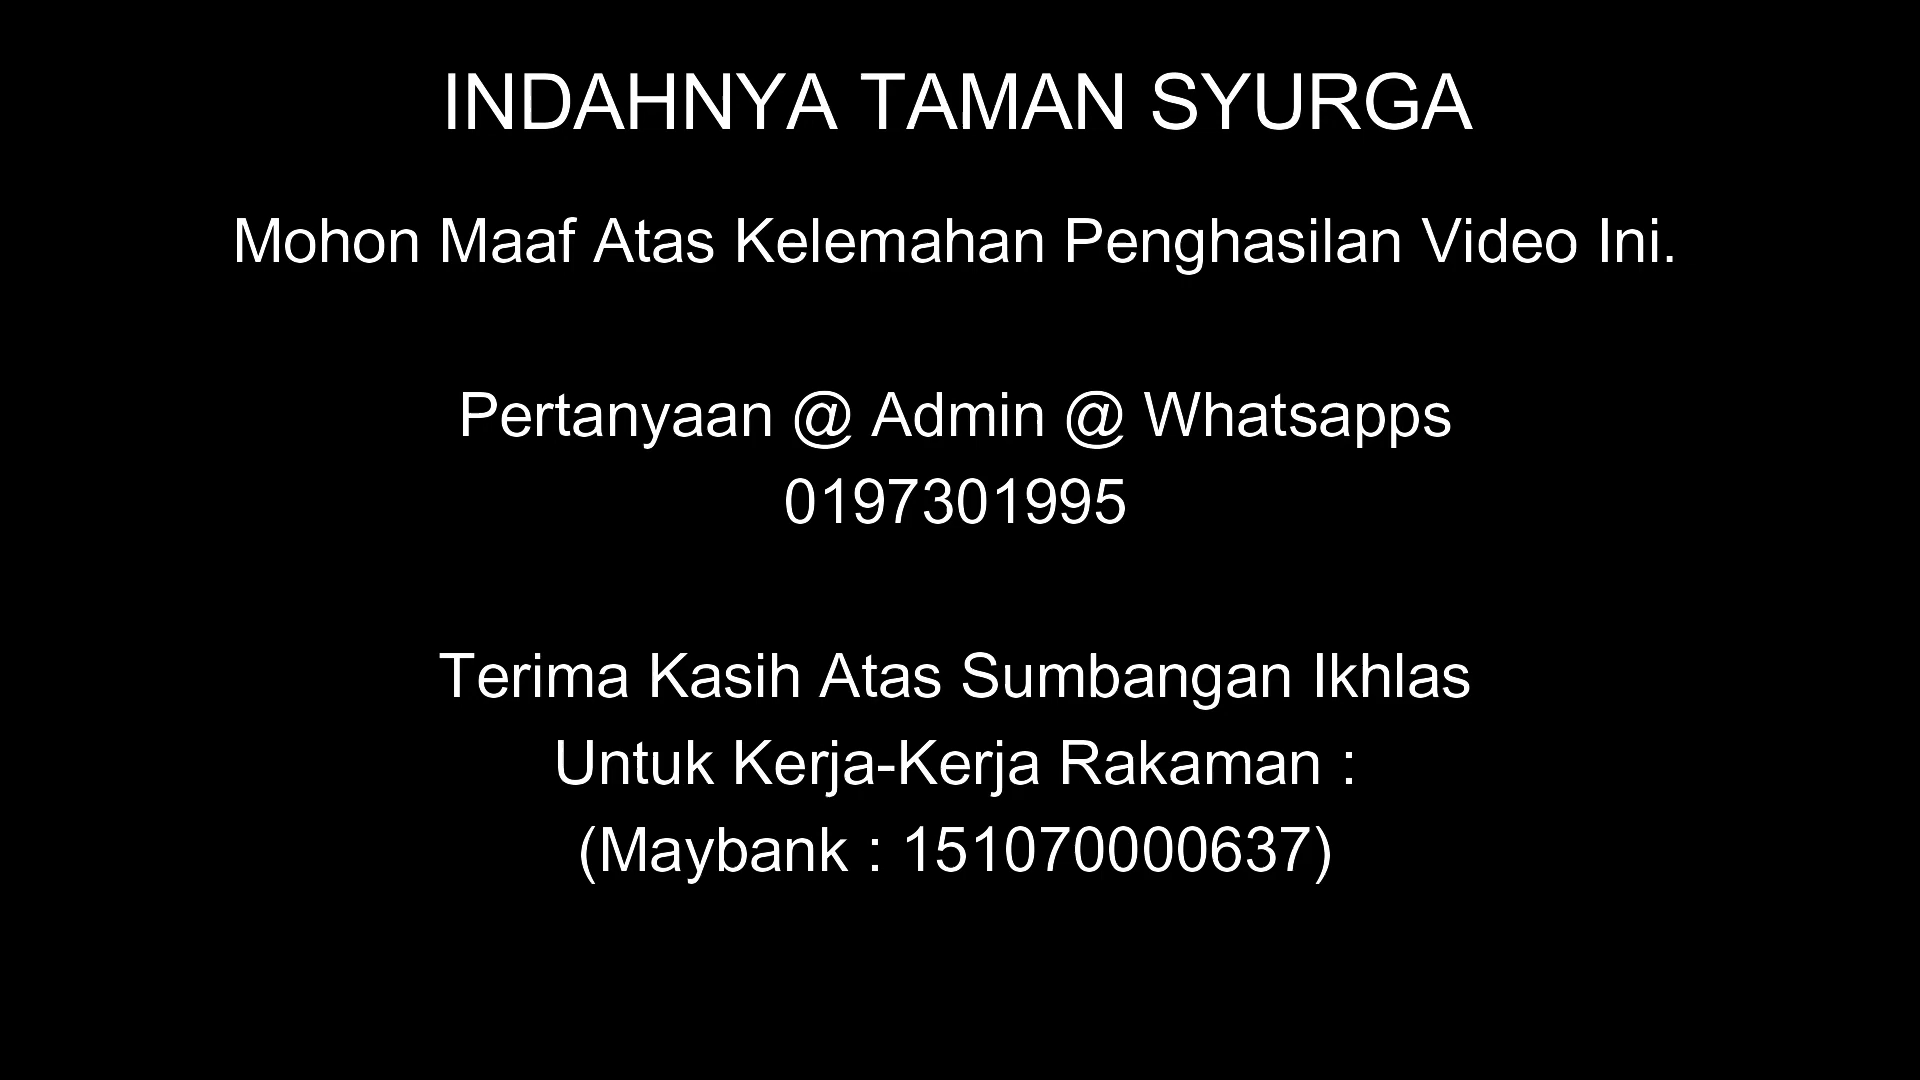 INDAHNYA TAMAN SYURGA
Mohon Maaf Atas Kelemahan Penghasilan Video Ini.
Pertanyaan @ Admin @ Whatsapps
0197301995
Terima Kasih Atas Sumbangan Ikhlas
Untuk Kerja-Kerja Rakaman :
(Maybank : 151070000637)